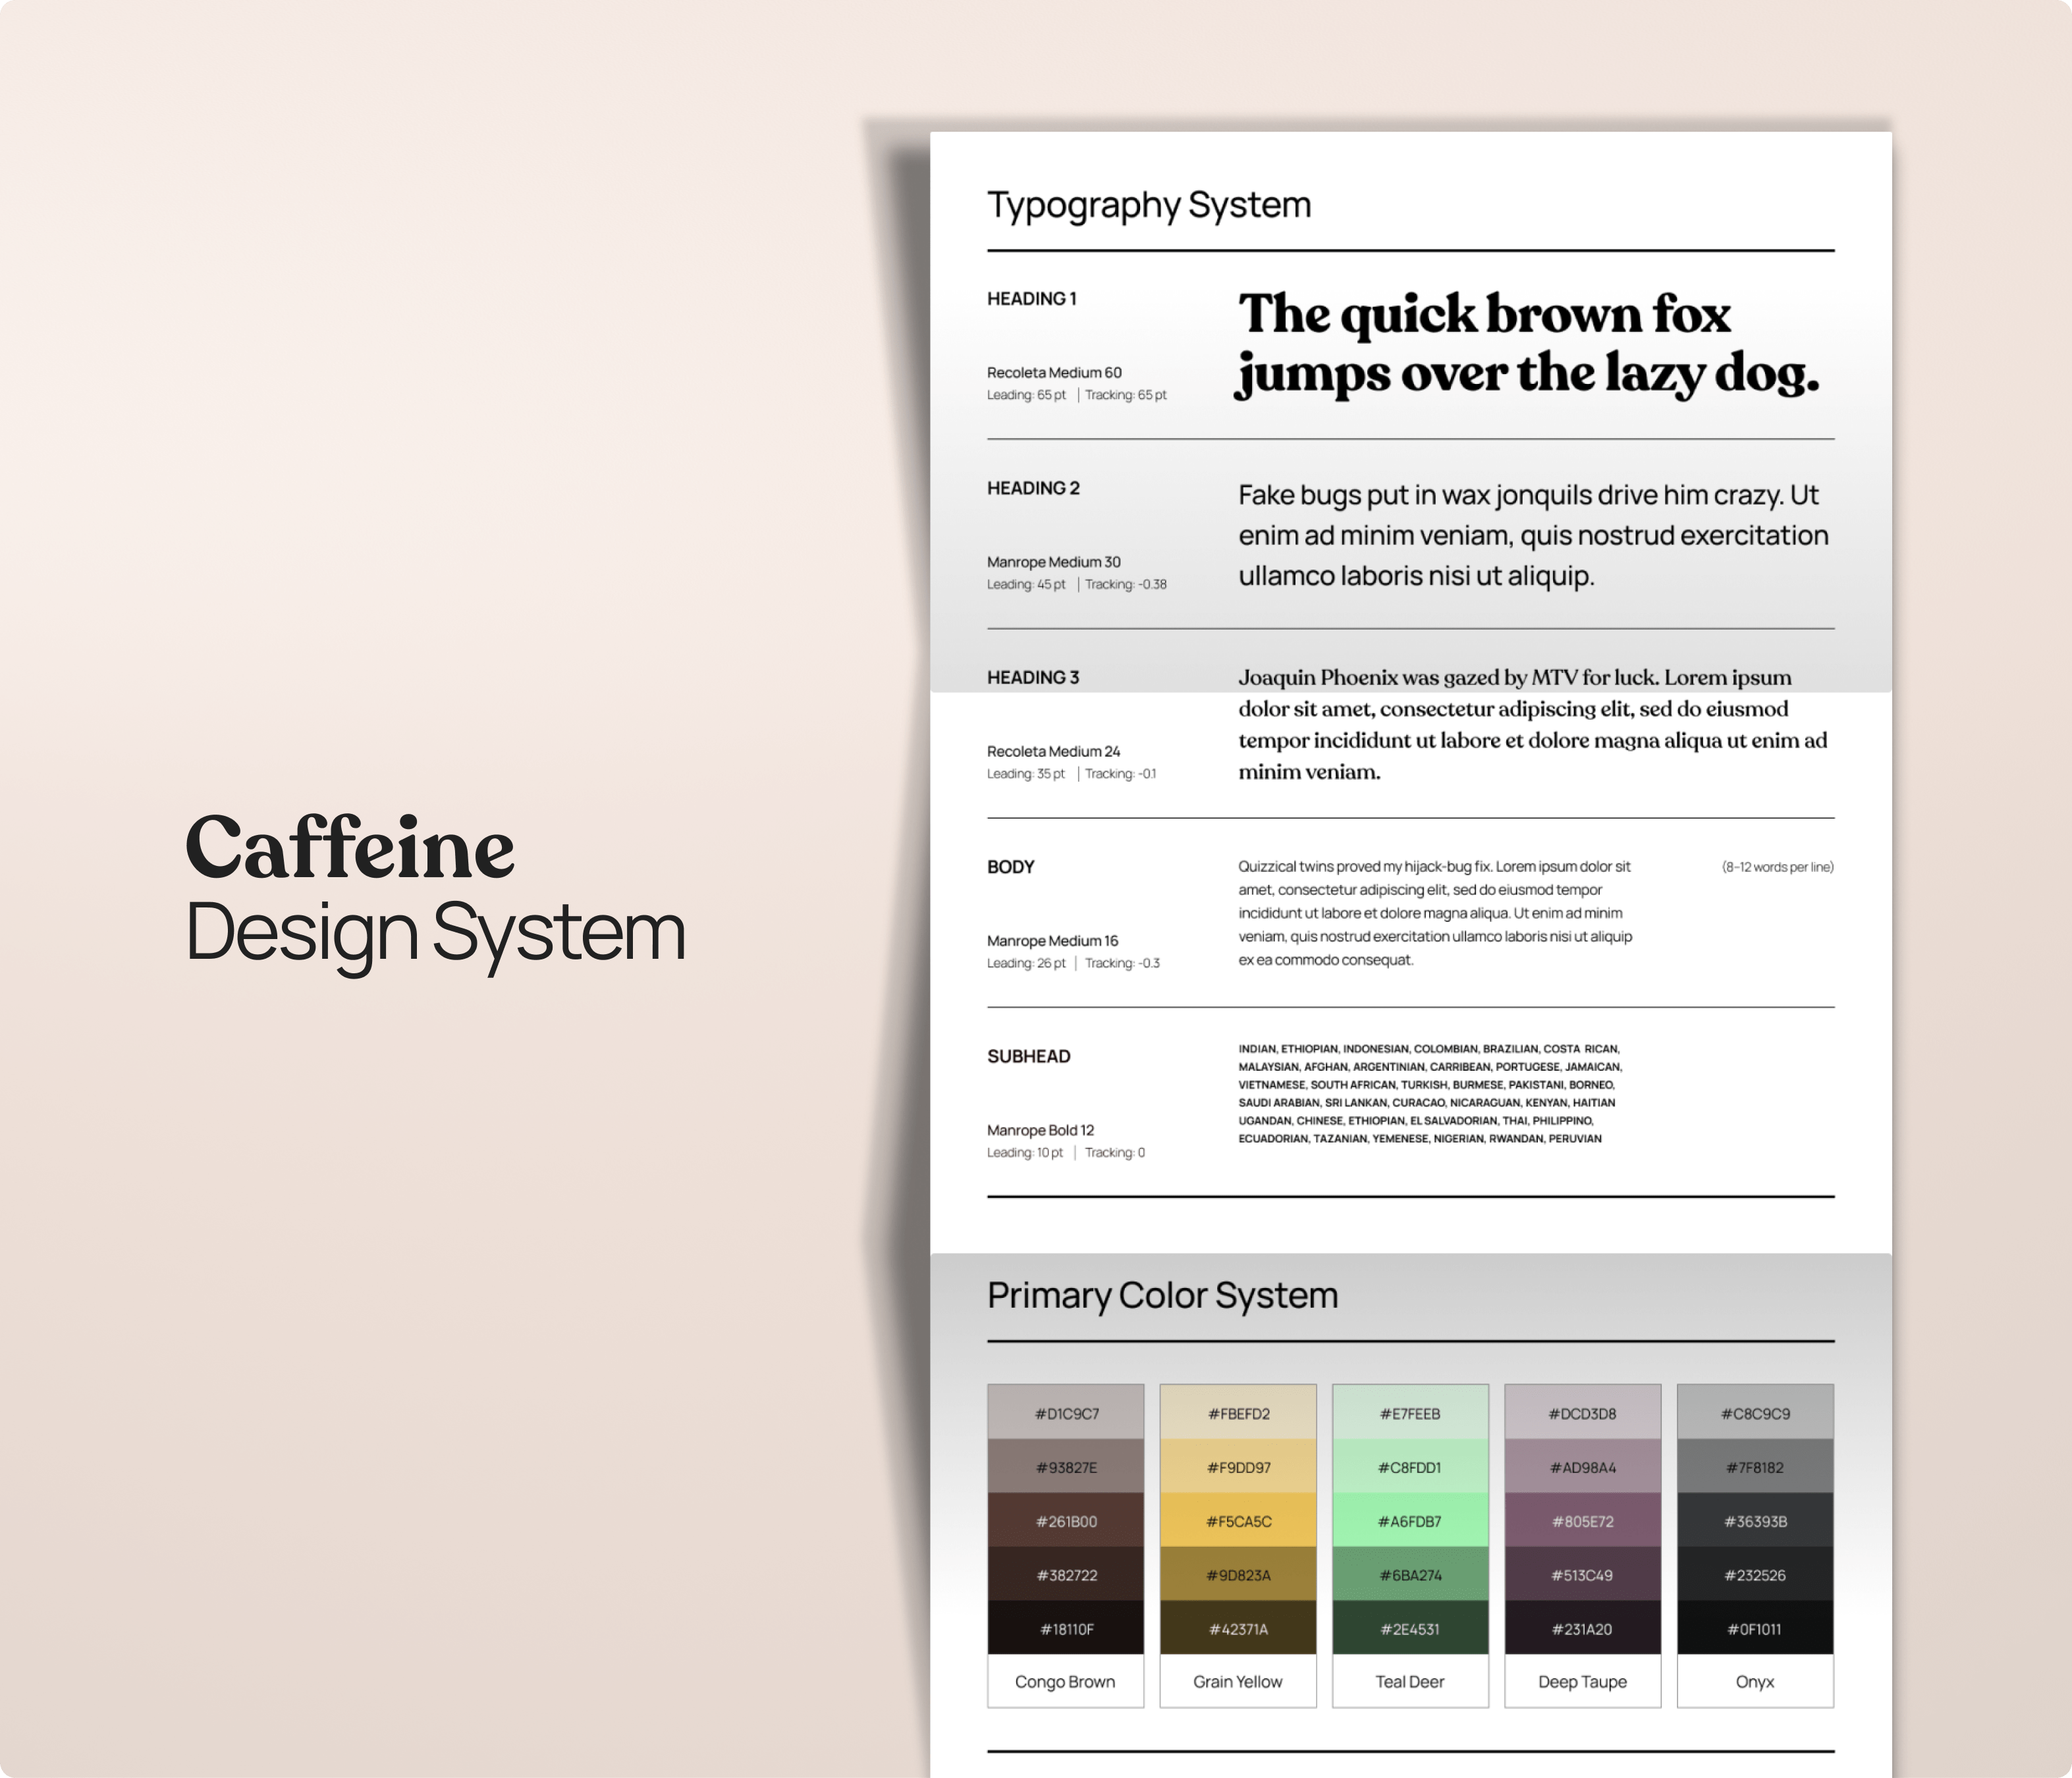 Caffeine
Design System
Typography System
HEADING 1
Recoleta Medium 60
Leading: 65 pt | Tracking: 65 pt
The quick brown fox
jumps over the lazy dog.
HEADING 2
Manrope Medium 30
Leading: 45 pt | Tracking: -0.38
Fake bugs put in wax jonquils drive him crazy. Ut
enim ad minim veniam, quis nostrud exercitation
ullamco laboris nisi ut aliquip.
HEADING 3
Recoleta Medium 24
Leading: 35 pt | Tracking: -0.1
Joaquin Phoenix was gazed by MTV for luck. Lorem ipsum
dolor sit amet, consectetur adipiscing elit, sed do eiusmod
tempor incididunt ut labore et dolore magna aliqua ut enim ad
minim veniam.
BODY
Manrope Medium 16
Leading: 26 pt | Tracking: -0.3
Quizzical twins proved my hijack-bug fix. Lorem ipsum dolor sit
amet, consectetur adipiscing elit, sed do eiusmod tempor
incididunt ut labore et dolore magna aliqua. Ut enim ad minim
veniam, quis nostrud exercitation ullamco laboris nisi ut aliquip
ex ea commodo consequat.
(8-12 words per line)
SUBHEAD
Manrope Bold 12
Leading: 10 pt | Tracking: 0
INDIAN, ETHIOPIAN, INDONESIAN, COLOMBIAN, BRAZILIAN, COSTA RICAN,
MALAYSIAN, AFGHAN, ARGENTINIAN, CARRIBEAN, PORTUGESE, JAMAICAN,
VIETNAMESE, SOUTH AFRICAN, TURKISH, BURMESE, PAKISTANI, BORNEO,
SAUDI ARABIAN, SRI LANKAN, CURACAO, NICARAGUAN, KENYAN, HAITIAN
UGANDAN, CHINESE, ETHIOPIAN, EL SALVADORIAN, THAI, PHILIPPINO,
ECUADORIAN, TAZANIAN, YEMENESE, NIGERIAN, RWANDAN, PERUVIAN
Primary Color System
#D1C9C7
#93827E
#261B00
#382722
#18110F
Congo Brown
#FBEFD2
#F9DD97
#F5CA5C
#9D823A
#42371A
Grain Yellow
#E7FEEB
#C8FDD1
#A6FDB7
#6BA274
#2E4531
Teal Deer
#DCD3D8
#AD98A4
#805E72
#513C49
#231A20
Deep Taupe
#C8C9C9
#7F8182
#36393B
#232526
#0F1011
Onyx